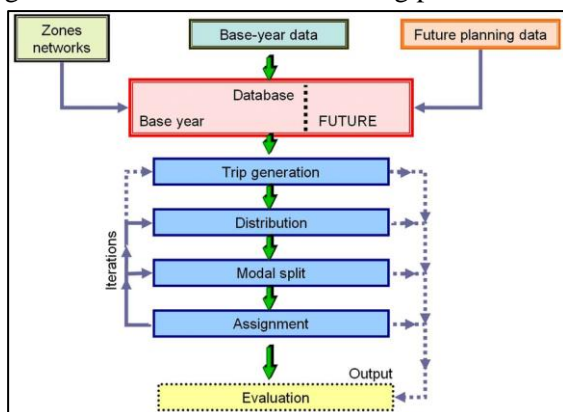 Zones
networks
Base-year data
Future planning data
Database
Base year
FUTURE
Trip generation
Distribution
Iterations
Modal split
Assignment
Output
Evaluation